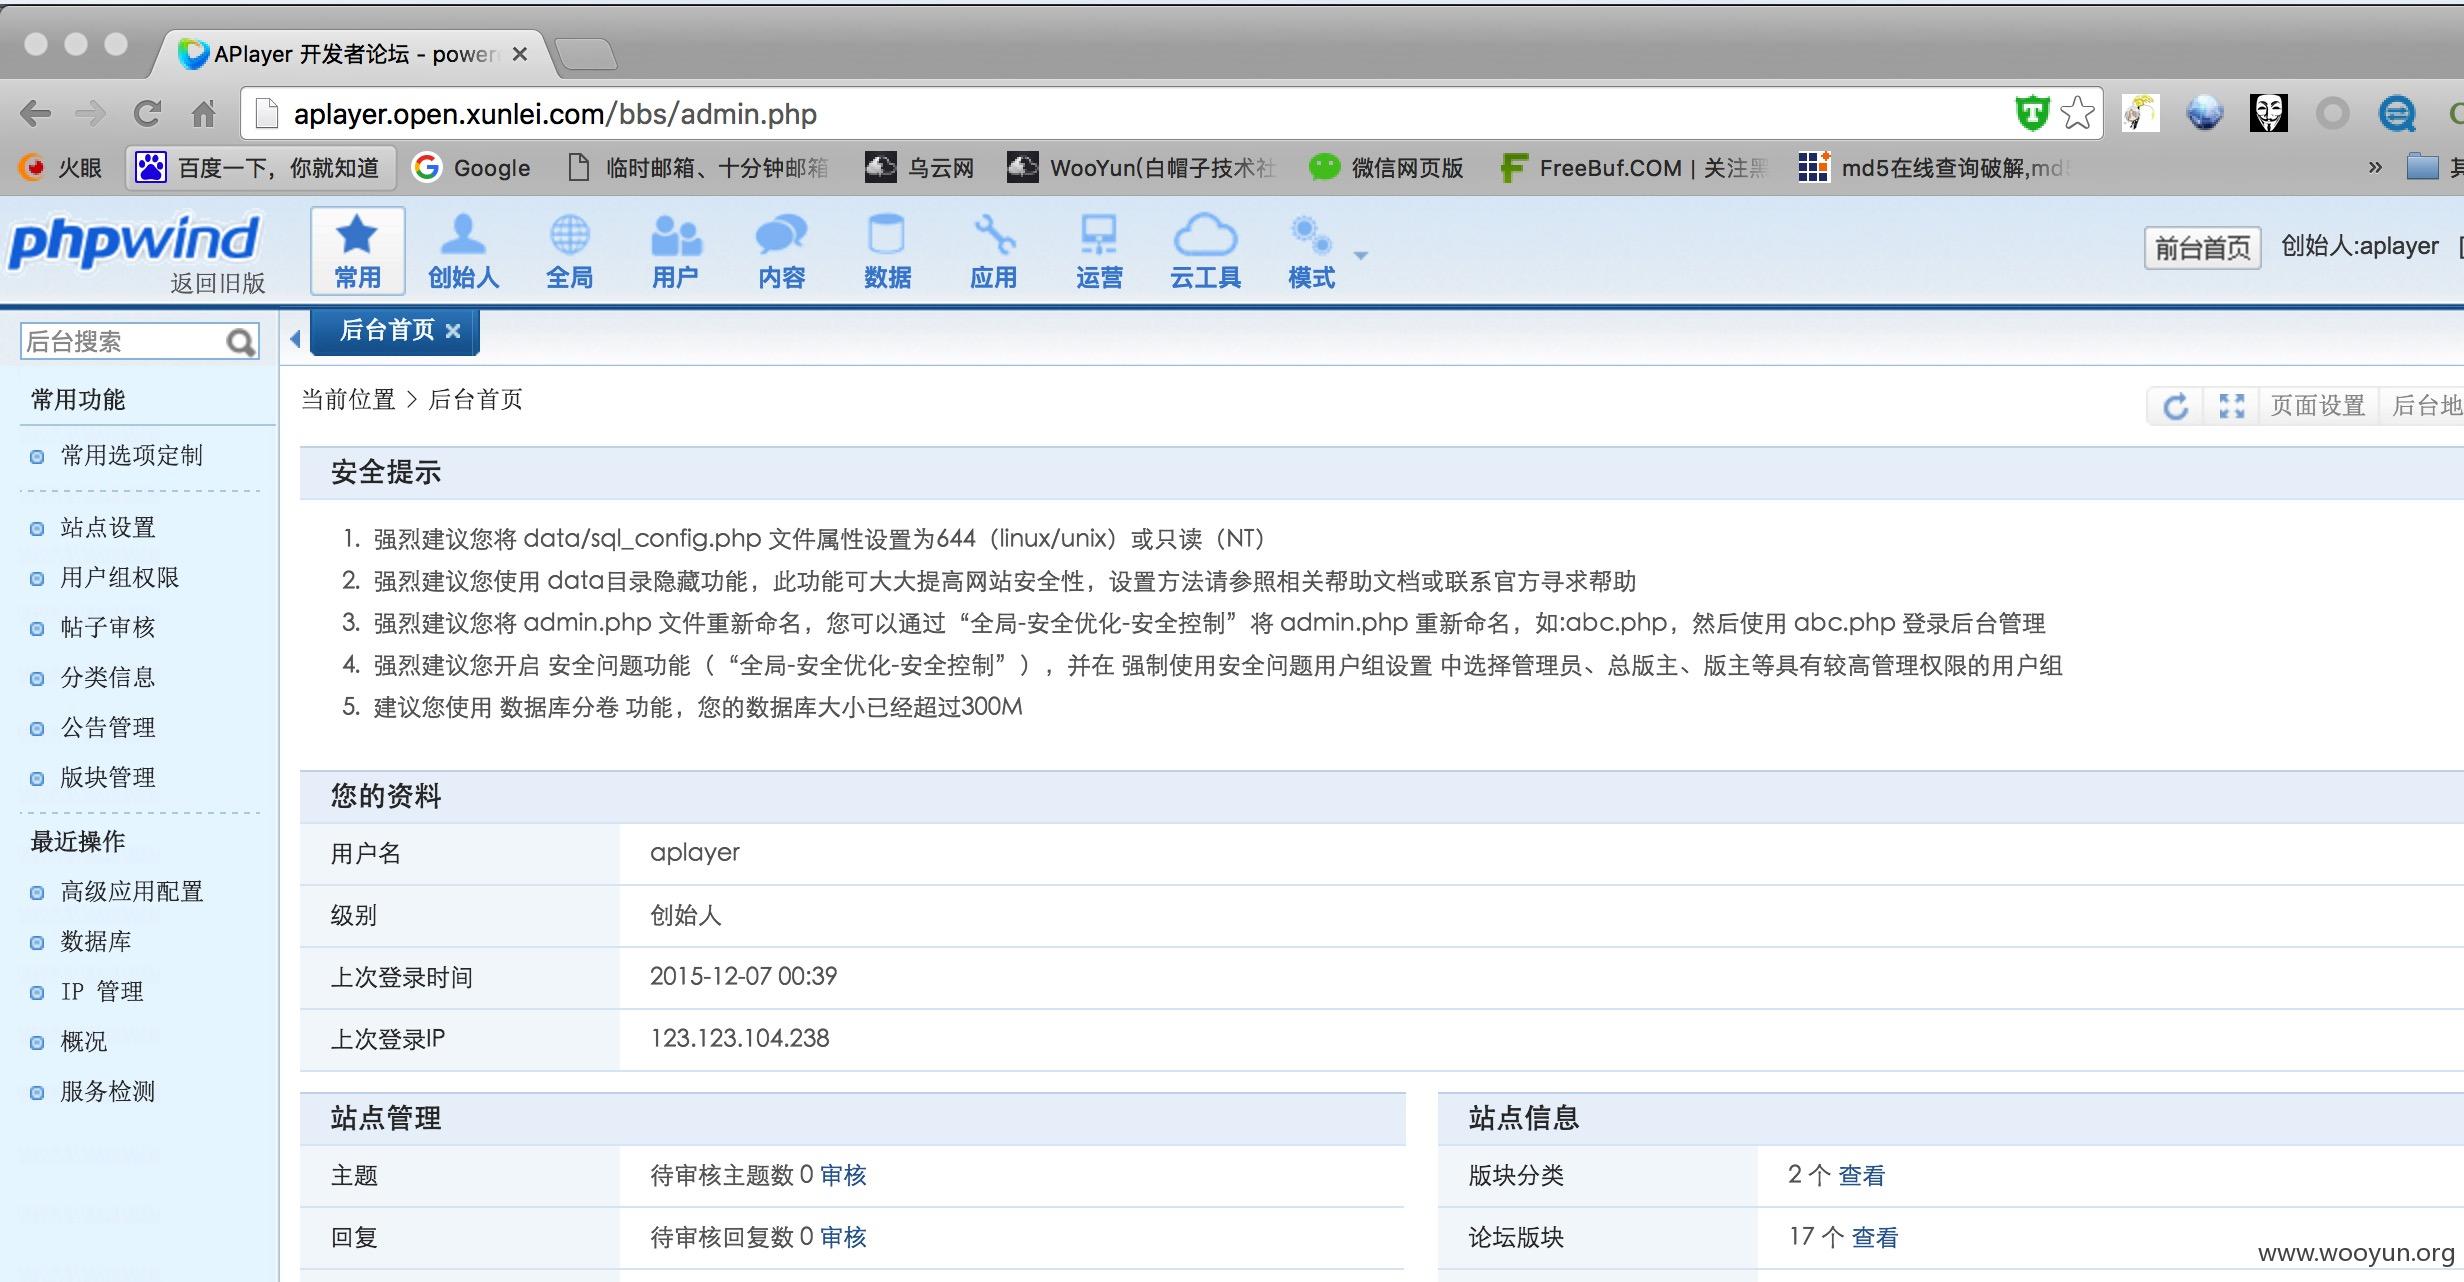 APlayer 开发者论坛 - power
aplayer.open.xunlei.com/bbs/admin.php
火眼 百度一下，你就知道 Google 临时邮箱、十分钟邮箱 乌云网 WooYun(白帽子技术社 微信网页版 FreeBuf.COM | 关注黑 md5在线查询破解,md5 » 其
phpwind
返回旧版
常用 创始人 全局 用户 内容 数据 应用 运营 云工具 模式
前台首页 创始人:aplayer
后台搜索
后台首页
常用功能
常用选项定制
站点设置
用户组权限
帖子审核
分类信息
公告管理
版块管理
最近操作
高级应用配置
数据库
IP 管理
概况
服务检测
当前位置 > 后台首页
页面设置 后台地
安全提示
1. 强烈建议您将 data/sql_config.php 文件属性设置为644（linux/unix）或只读（NT）
2. 强烈建议您使用 data目录隐藏功能，此功能可大大提高网站安全性，设置方法请参照相关帮助文档或联系官方寻求帮助
3. 强烈建议您将 admin.php 文件重新命名，您可以通过“全局-安全优化-安全控制”将 admin.php 重新命名，如:abc.php，然后使用 abc.php 登录后台管理
4. 强烈建议您开启 安全问题功能（“全局-安全优化-安全控制”），并在 强制使用安全问题用户组设置 中选择管理员、总版主、版主等具有较高管理权限的用户组
5. 建议您使用 数据库分卷 功能，您的数据库大小已经超过300M
您的资料
用户名 aplayer
级别 创始人
上次登录时间 2015-12-07 00:39
上次登录IP 123.123.104.238
站点管理
主题 待审核主题数 0 审核
回复 待审核回复数 0 审核
站点信息
版块分类 2 个 查看
论坛版块 17 个 查看
www.wooyun.org